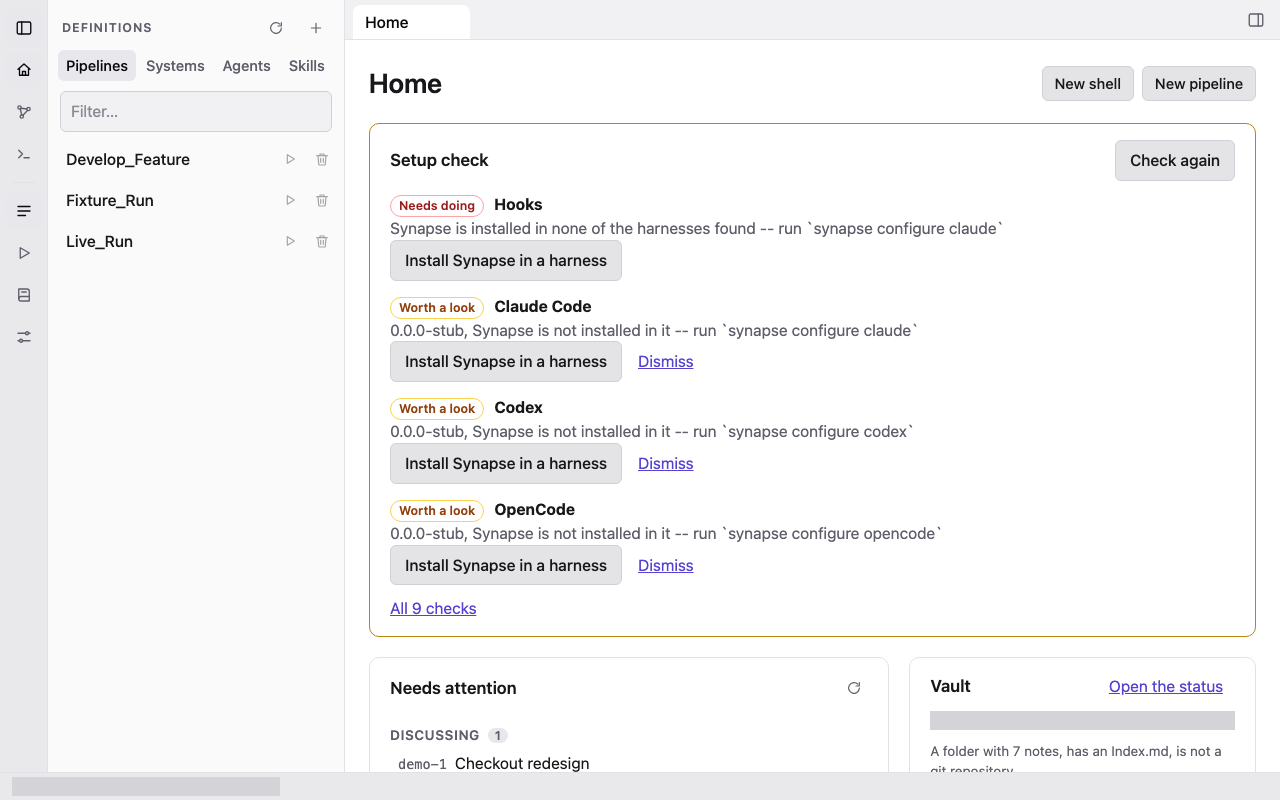 DEFINITIONS
Pipelines Systems Agents Skills
Filter...
Develop_Feature
Fixture_Run
Live_Run
Home
Home
New shell
New pipeline
Setup check
Check again
Needs doing Hooks
Synapse is installed in none of the harnesses found -- run `synapse configure claude`
Install Synapse in a harness
Worth a look Claude Code
0.0.0-stub, Synapse is not installed in it -- run `synapse configure claude`
Install Synapse in a harness Dismiss
Worth a look Codex
0.0.0-stub, Synapse is not installed in it -- run `synapse configure codex`
Install Synapse in a harness Dismiss
Worth a look OpenCode
0.0.0-stub, Synapse is not installed in it -- run `synapse configure opencode`
Install Synapse in a harness Dismiss
All 9 checks
Needs attention
DISCUSSING 1
demo-1 Checkout redesign
Vault
Open the status
A folder with 7 notes, has an Index.md, is not a
git repository